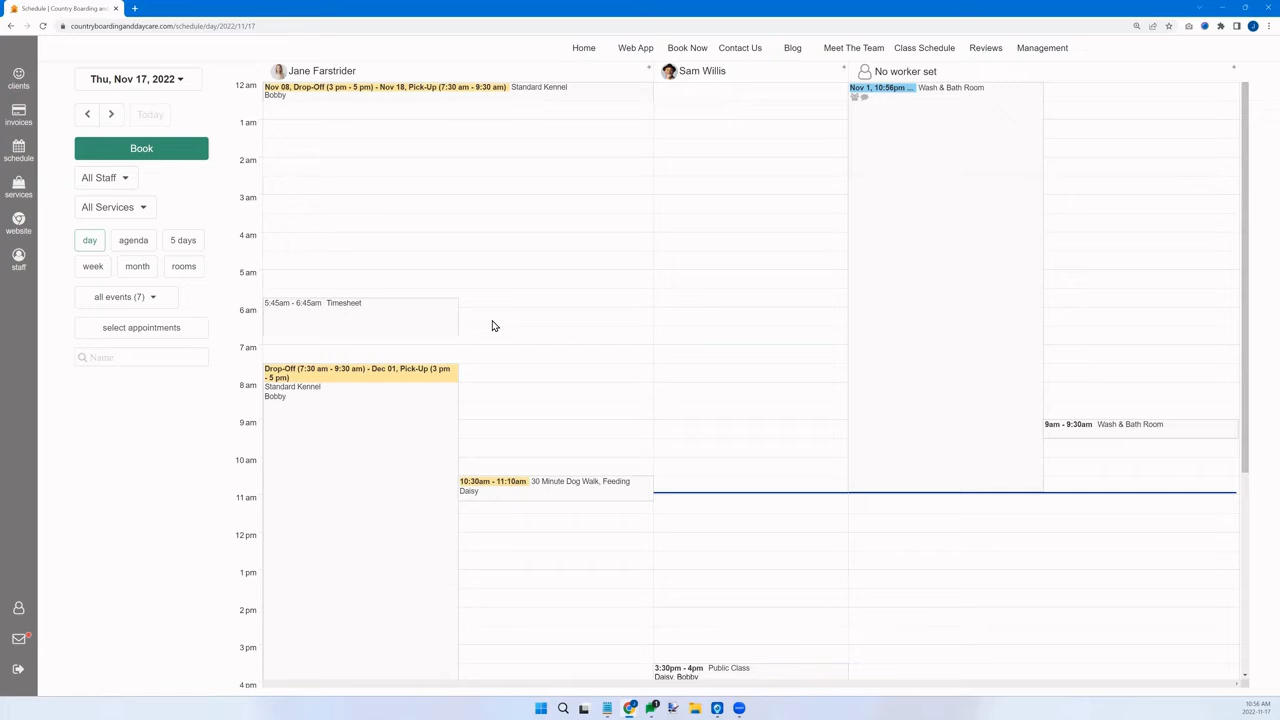 Schedule | Country Boarding and
countryboardinganddaycare.com/schedule/day/2022/11/17
Home
Web App
Book Now
Contact Us
Blog
Meet The Team
Class Schedule
Reviews
Management
clients
invoices
schedule
services
website
staff
Thu, Nov 17, 2022
Today
Book
All Staff
All Services
day
agenda
5 days
week
month
rooms
all events (7)
select appointments
Name
Jane Farstrider
Sam Willis
No worker set
12 am
1 am
2 am
3 am
4 am
5 am
6 am
7 am
8 am
9 am
10 am
11 am
12 pm
1 pm
2 pm
3 pm
4 pm
Nov 08, Drop-Off (3 pm - 5 pm) - Nov 18, Pick-Up (7:30 am - 9:30 am) Standard Kennel
Bobby
5:45am - 6:45am Timesheet
Drop-Off (7:30 am - 9:30 am) - Dec 01, Pick-Up (3 pm
- 5 pm)
Standard Kennel
Bobby
10:30am - 11:10am 30 Minute Dog Walk, Feeding
Daisy
3:30pm - 4pm Public Class
Daisy, Bobby
Nov 1, 10:56pm ... Wash & Bath Room
9am - 9:30am Wash & Bath Room
10:56 AM
2022-11-17